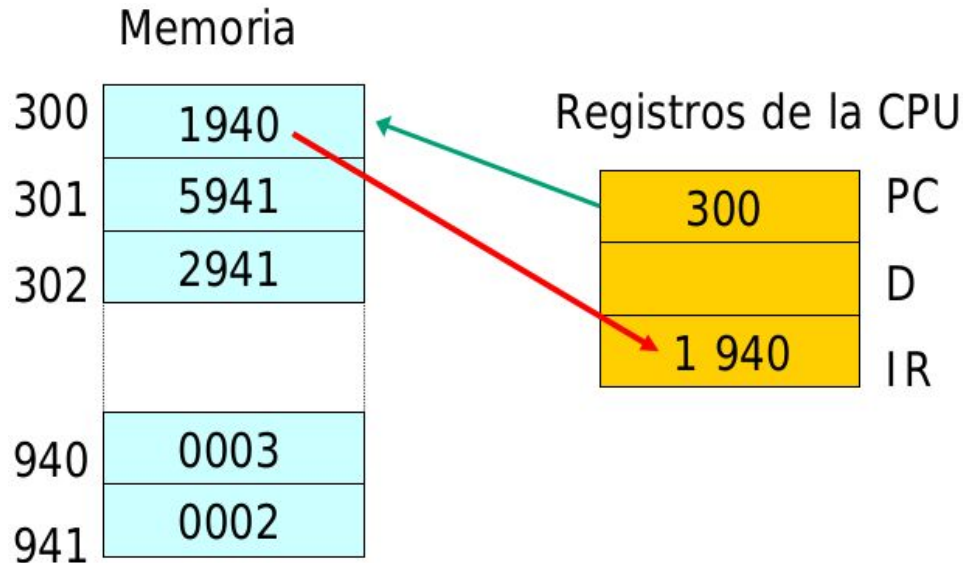 Memoria
300 1940
301 5941
302 2941
940 0003
941 0002
Registros de la CPU
300 PC
D
1 940 IR